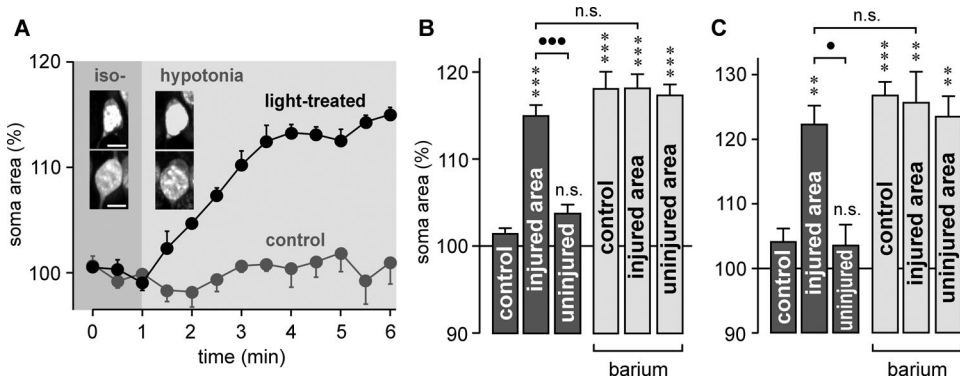 A
120
110
100
soma area (%)
iso-
hypotonia
light-treated
control
0 1 2 3 4 5 6
time (min)
B
n.s.
●●●
***
n.s.
***
***
***
120
110
100
90
soma area (%)
control
injured area
uninjured
control
injured area
uninjured area
barium
C
n.s.
●
**
n.s.
***
**
**
130
120
110
100
90
control
injured area
uninjured
control
injured area
uninjured area
barium